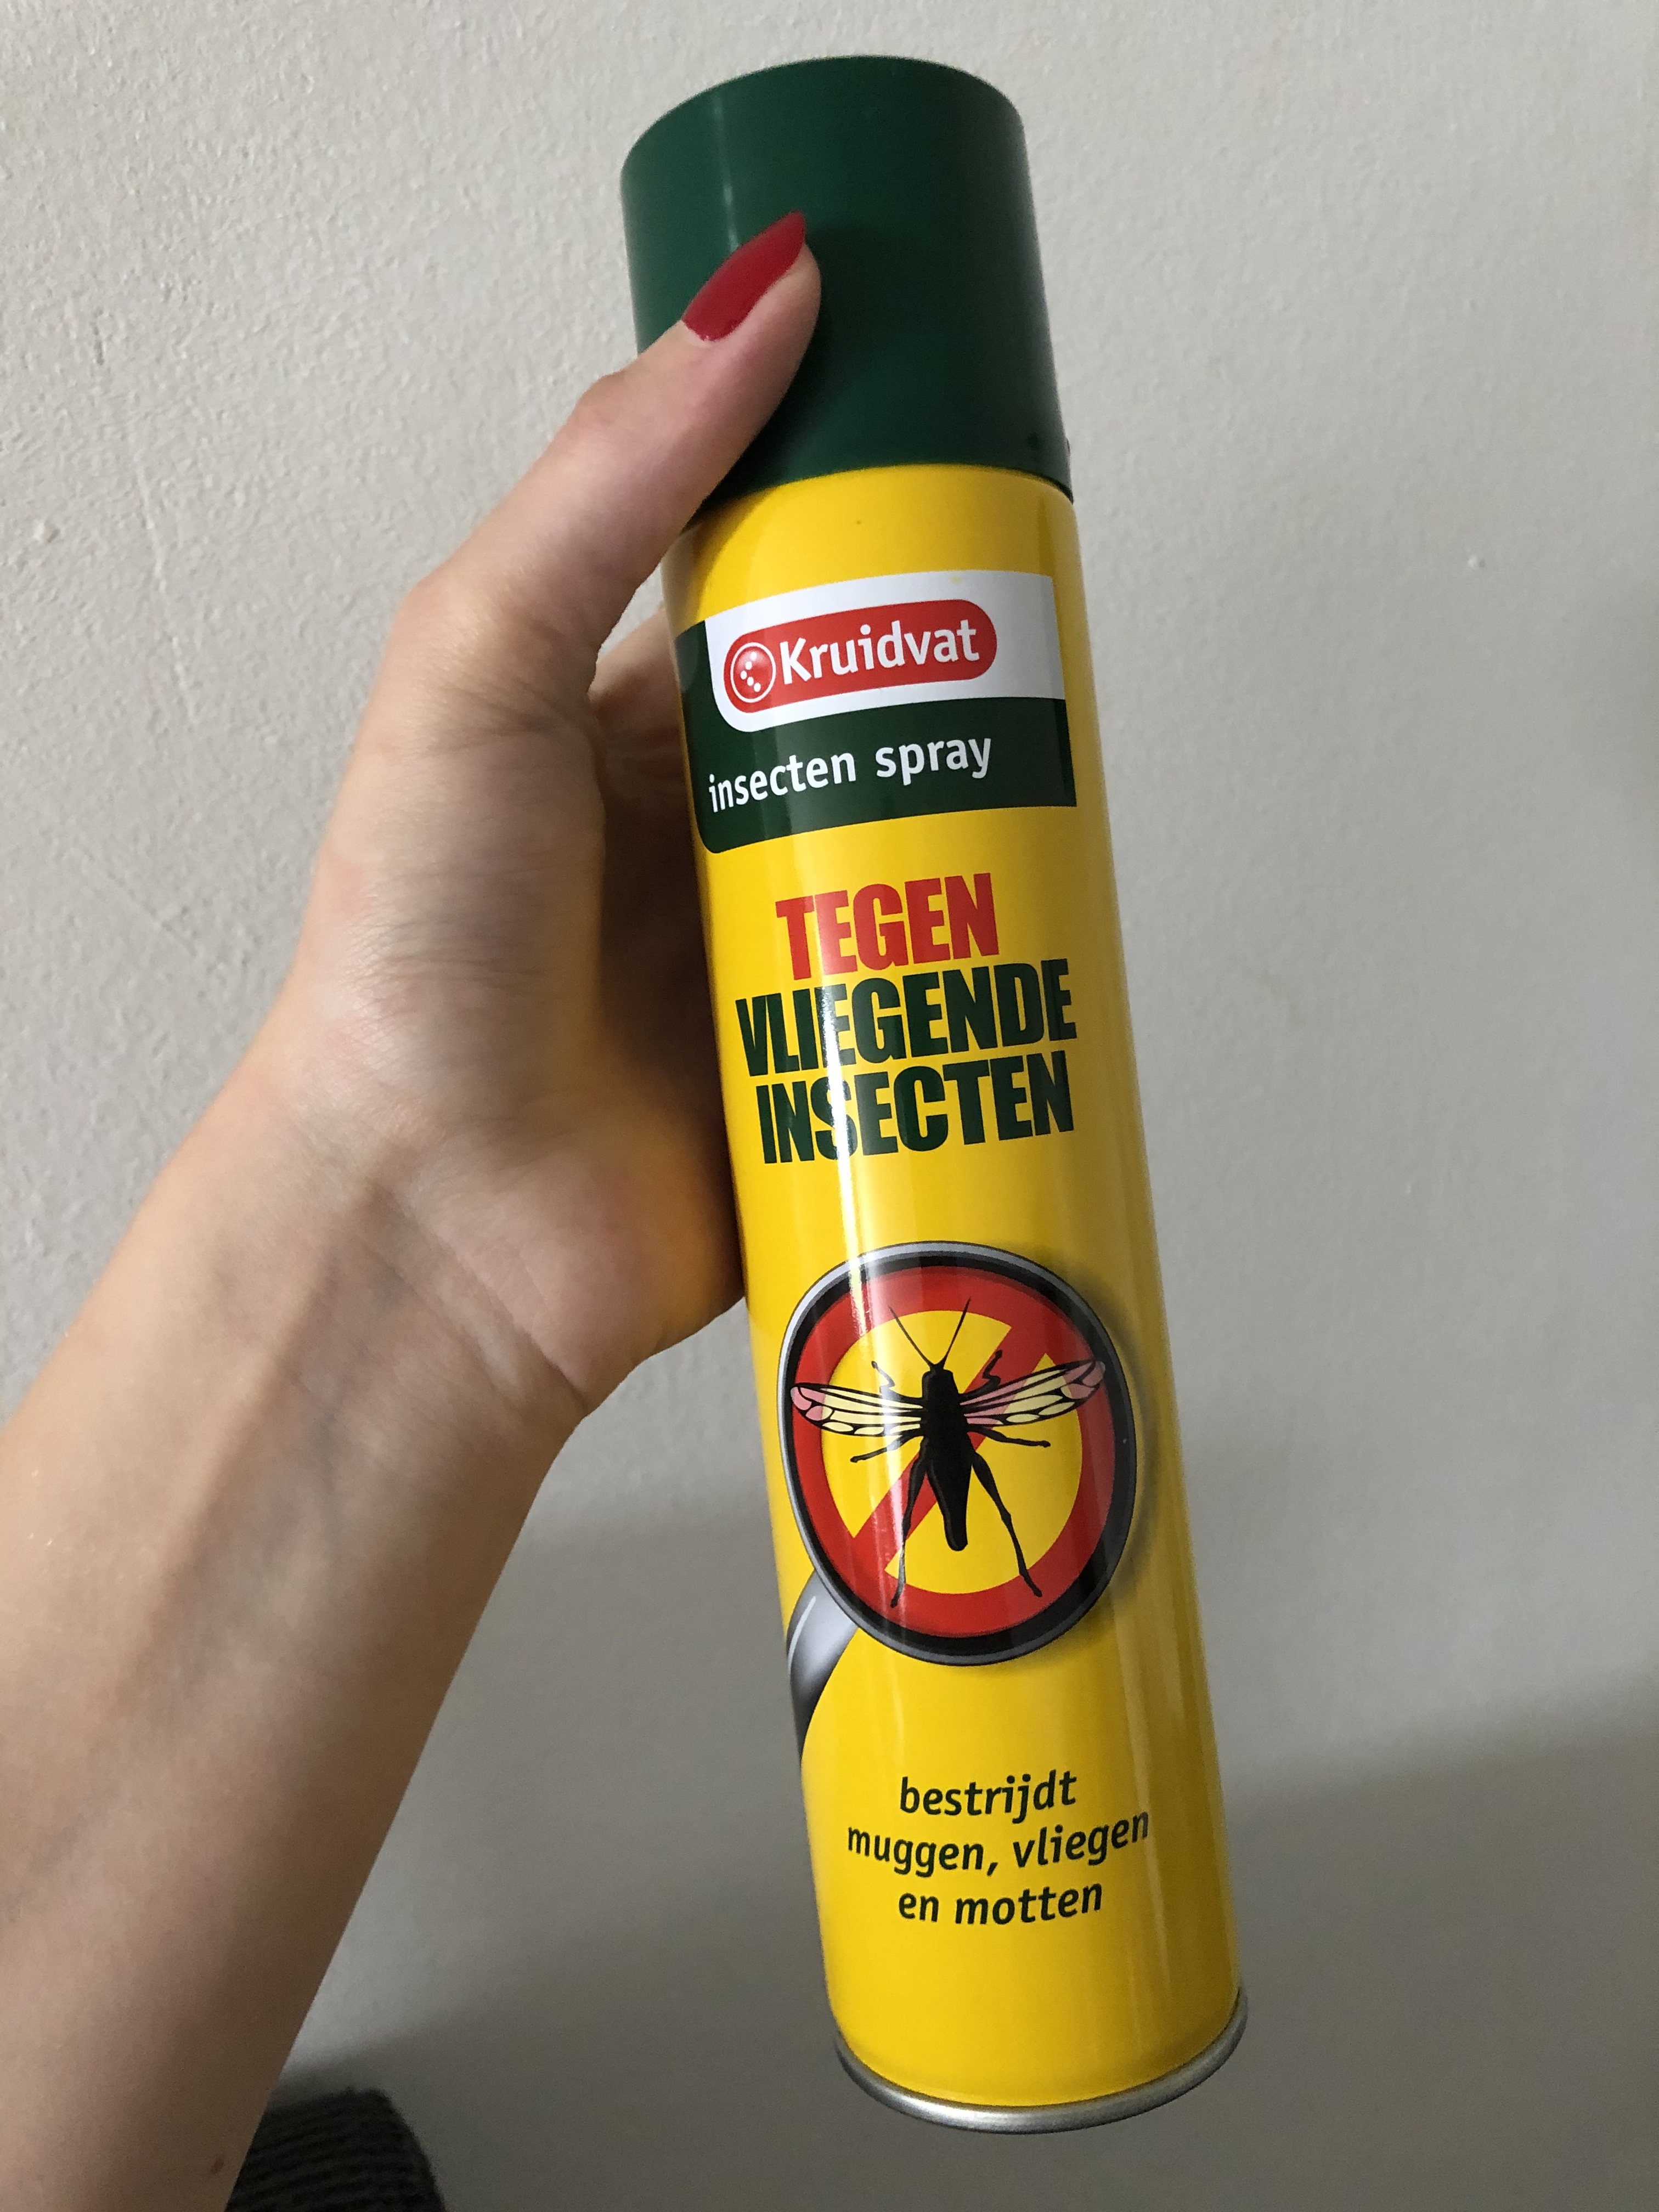 Kruidvat
insecten spray
TEGEN
VLIEGENDE
INSECTEN
bestrijdt
muggen, vliegen
en motten